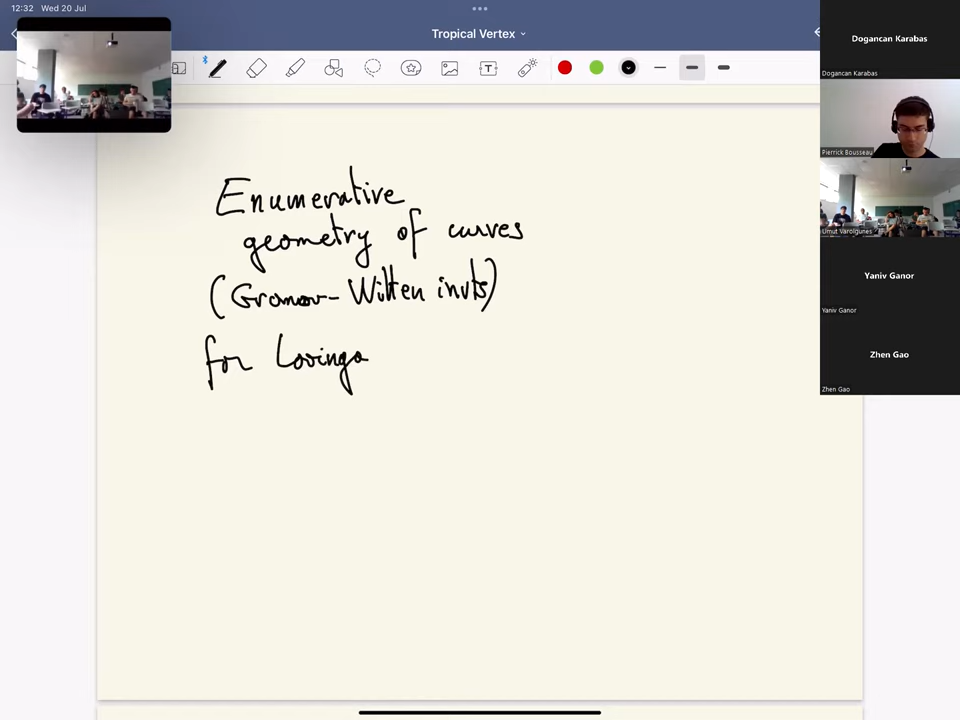 12:32 Wed 20 Jul
Tropical Vertex
Dogancan Karabas
Dogancan Karabas
Pierrick Bousseau
Umut Varolgunes
Yaniv Ganor
Yaniv Ganor
Zhen Gao
Zhen Gao
Enumerative
geometry of curves
(Gromov-Witten invts)
for